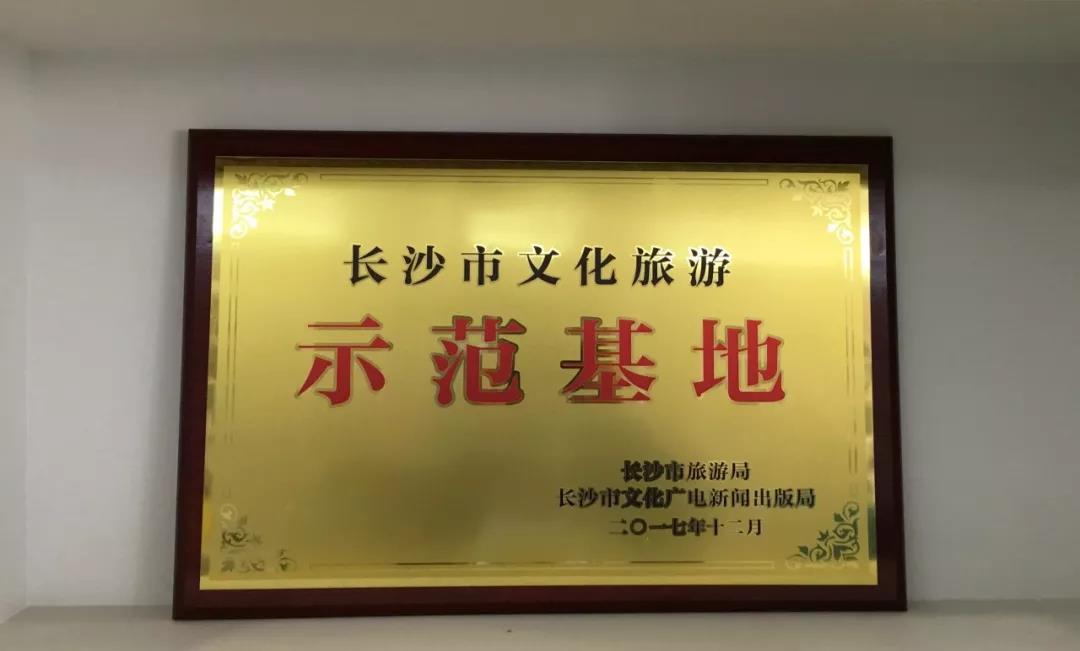 长沙市文化旅游
示范基地
长沙市旅游局
长沙市文化广电新闻出版局
二〇一七年十二月